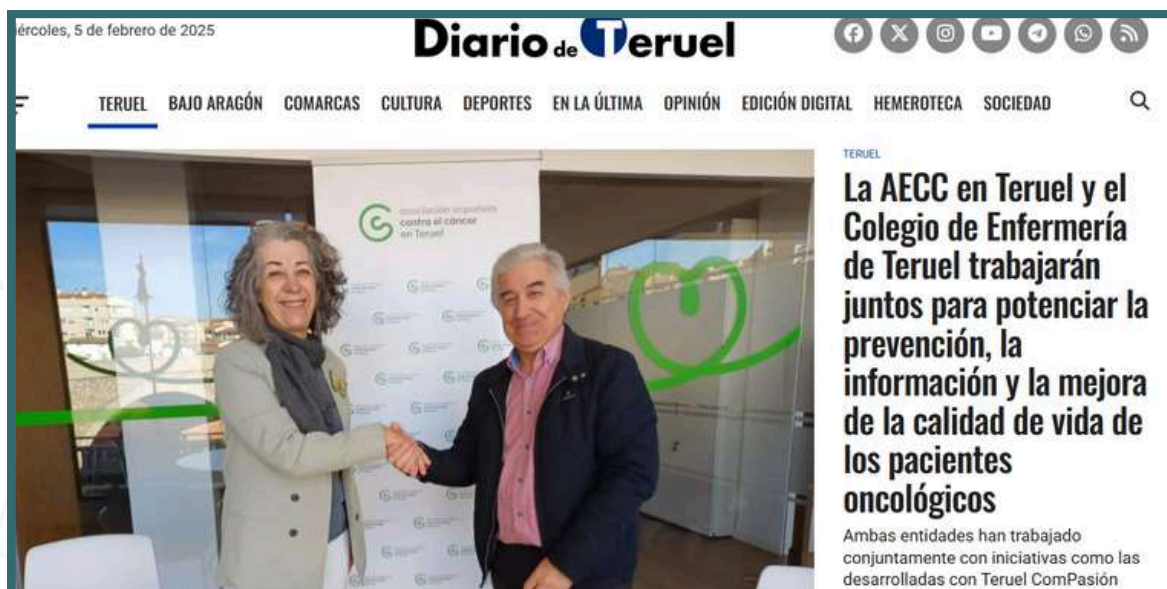 ércoles, 5 de febrero de 2025
Diario de Teruel
TERUEL BAJO ARAGÓN COMARCAS CULTURA DEPORTES EN LA ÚLTIMA OPINIÓN EDICIÓN DIGITAL HEMEROTECA SOCIEDAD
asociación española
contra el cáncer
en Teruel
TERUEL
La AECC en Teruel y el
Colegio de Enfermería
de Teruel trabajarán
juntos para potenciar la
prevención, la
información y la mejora
de la calidad de vida de
los pacientes
oncológicos
Ambas entidades han trabajado
conjuntamente con iniciativas como las
desarrolladas con Teruel ComPasión